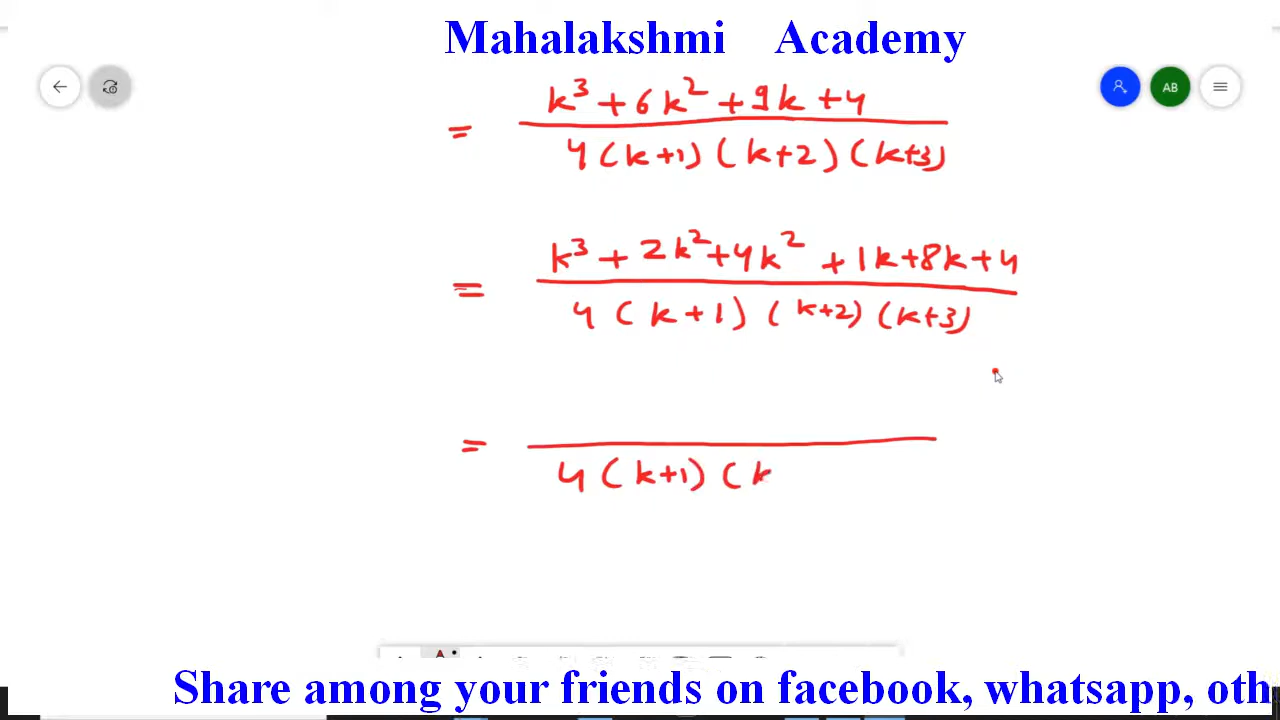 Mahalakshmi Academy
k³ + 6k² + 9k + 4
=
4 (k+1) (k+2) (k+3)
AB
k³ + 2k² + 4k² + 1k + 8k + 4
=
4 (k+1) (k+2) (k+3)
=
4 (k+1) (k
Share among your friends on facebook, whatsapp, oth